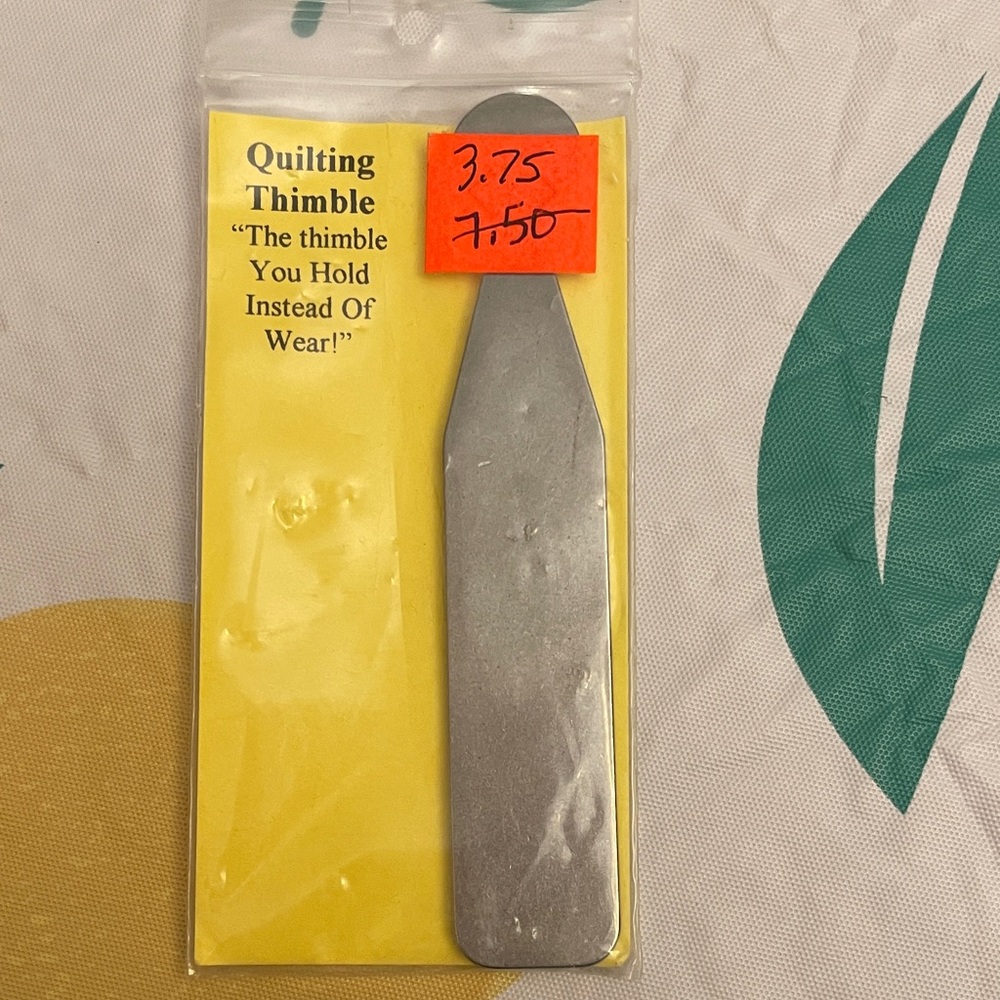 Quilting
Thimble
“The thimble
You Hold
Instead Of
Wear!”
3.75
7.50